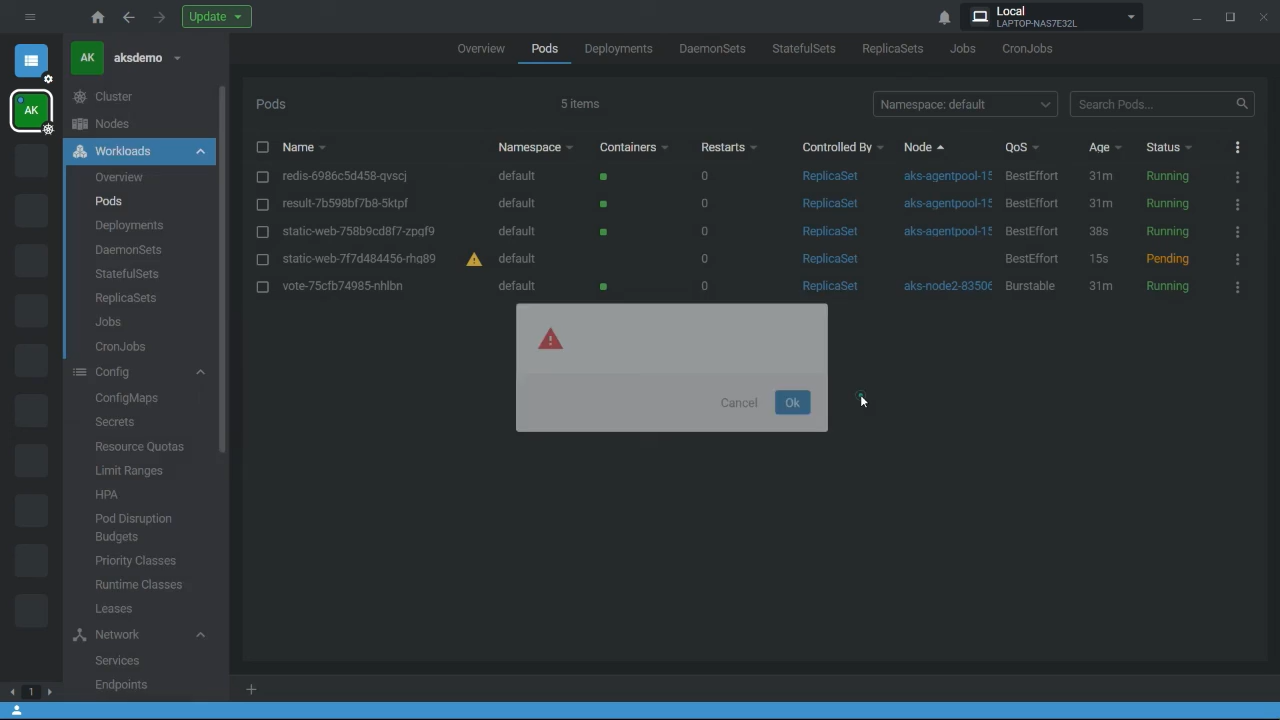 Update
Local
LAPTOP-NAS7E32L
AK
aksdemo
AK
Cluster
Nodes
Workloads
Overview
Pods
Deployments
DaemonSets
StatefulSets
ReplicaSets
Jobs
CronJobs
Config
ConfigMaps
Secrets
Resource Quotas
Limit Ranges
HPA
Pod Disruption
Budgets
Priority Classes
Runtime Classes
Leases
Network
Services
Endpoints
1
Overview Pods Deployments DaemonSets StatefulSets ReplicaSets Jobs CronJobs
Pods 5 items Namespace: default Search Pods...
Name Namespace Containers Restarts Controlled By Node QoS Age Status
redis-6986c5d458-qvscj default 0 ReplicaSet aks-agentpool-15 BestEffort 31m Running
result-7b598bf7b8-5ktpf default 0 ReplicaSet aks-agentpool-15 BestEffort 31m Running
static-web-758b9cd8f7-zpqf9 default 0 ReplicaSet aks-agentpool-15 BestEffort 38s Running
static-web-7f7d484456-rhg89 default 0 ReplicaSet BestEffort 15s Pending
vote-75cfb74985-nhlbn default 0 ReplicaSet aks-node2-83506 Burstable 31m Running
Cancel Ok